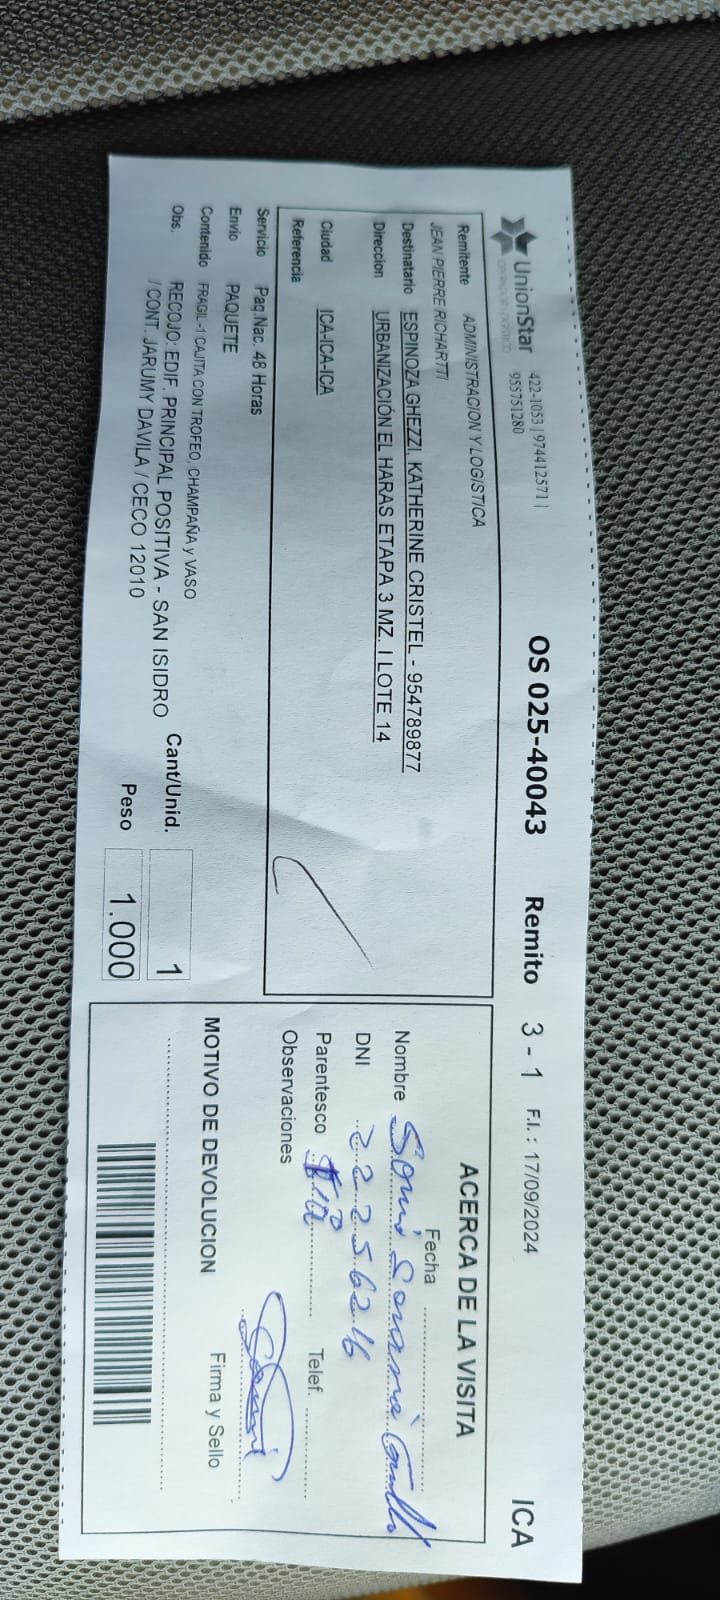 UnionStar 422-1053 | 974412571 |
955751280
OS 025-40043 Remito 3 - 1 F.I. : 17/09/2024 ICA
Remitente ADMINISTRACION Y LOGISTICA
JEAN PIERRE RICHARTTI
Destinatario ESPINOZA GHEZZI, KATHERINE CRISTEL - 954789877
Direccion URBANIZACIÓN EL HARAS ETAPA 3 MZ. I LOTE 14
Ciudad ICA-ICA-ICA
Referencia
Servicio Paq.Nac. 48 Horas
Envío PAQUETE
Contenido FRAGIL-1 CAJITA CON TROFEO, CHAMPAÑA y VASO
Obs. RECOJO: EDIF. PRINCIPAL POSITIVA - SAN ISIDRO
/ CONT. JARUMY DAVILA / CECO 12010
Cant/Unid. 1
Peso 1.000
ACERCA DE LA VISITA
Fecha
Nombre
DNI 22256216
Parentesco Tía Telef.
Observaciones
Firma y Sello
MOTIVO DE DEVOLUCION